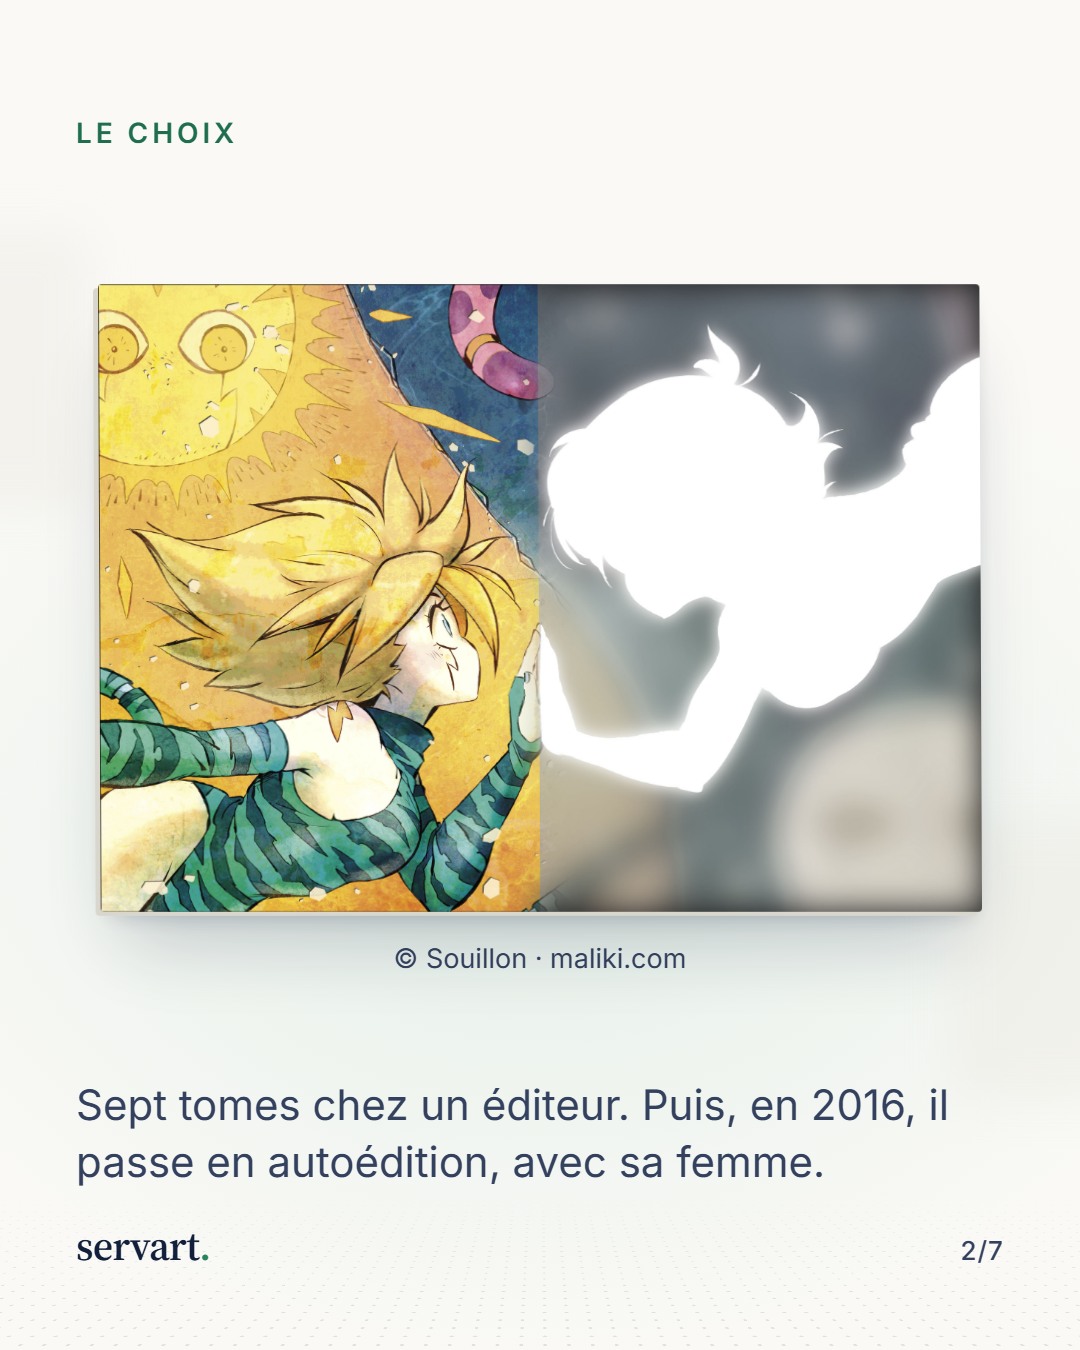 LE CHOIX
© Souillon · maliki.com
Sept tomes chez un éditeur. Puis, en 2016, il
passe en autoédition, avec sa femme.
servart.
2/7